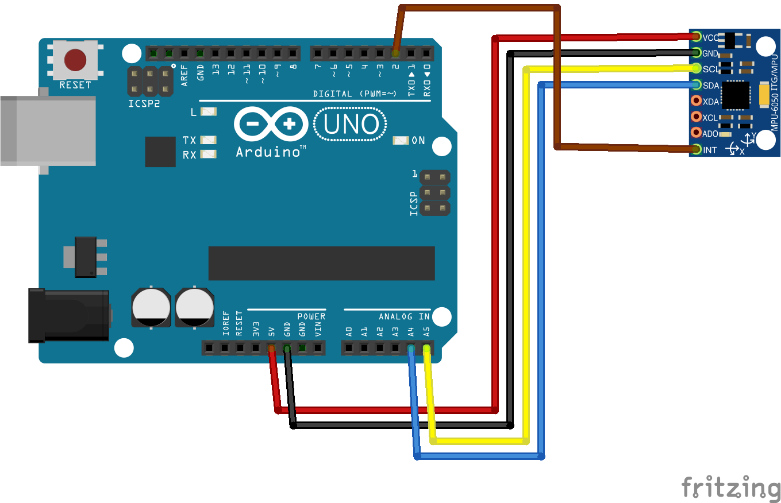 RESET
ICSP2
AREF
GND
13
12
~11
~10
~9
8
7
~6
~5
4
~3
2
TX0▶1
RX0◀0
DIGITAL (PWM=~)
L
TX
RX
Arduino™
UNO
ON
1
ICSP
POWER
ANALOG IN
IOREF
RESET
3V3
5V
GND
GND
VIN
A0
A1
A2
A3
A4
A5
VCC
GND
SCL
SDA
XDA
XCL
ADO
INT
MPU-6050 ITG/MPU
Y
X
fritzing